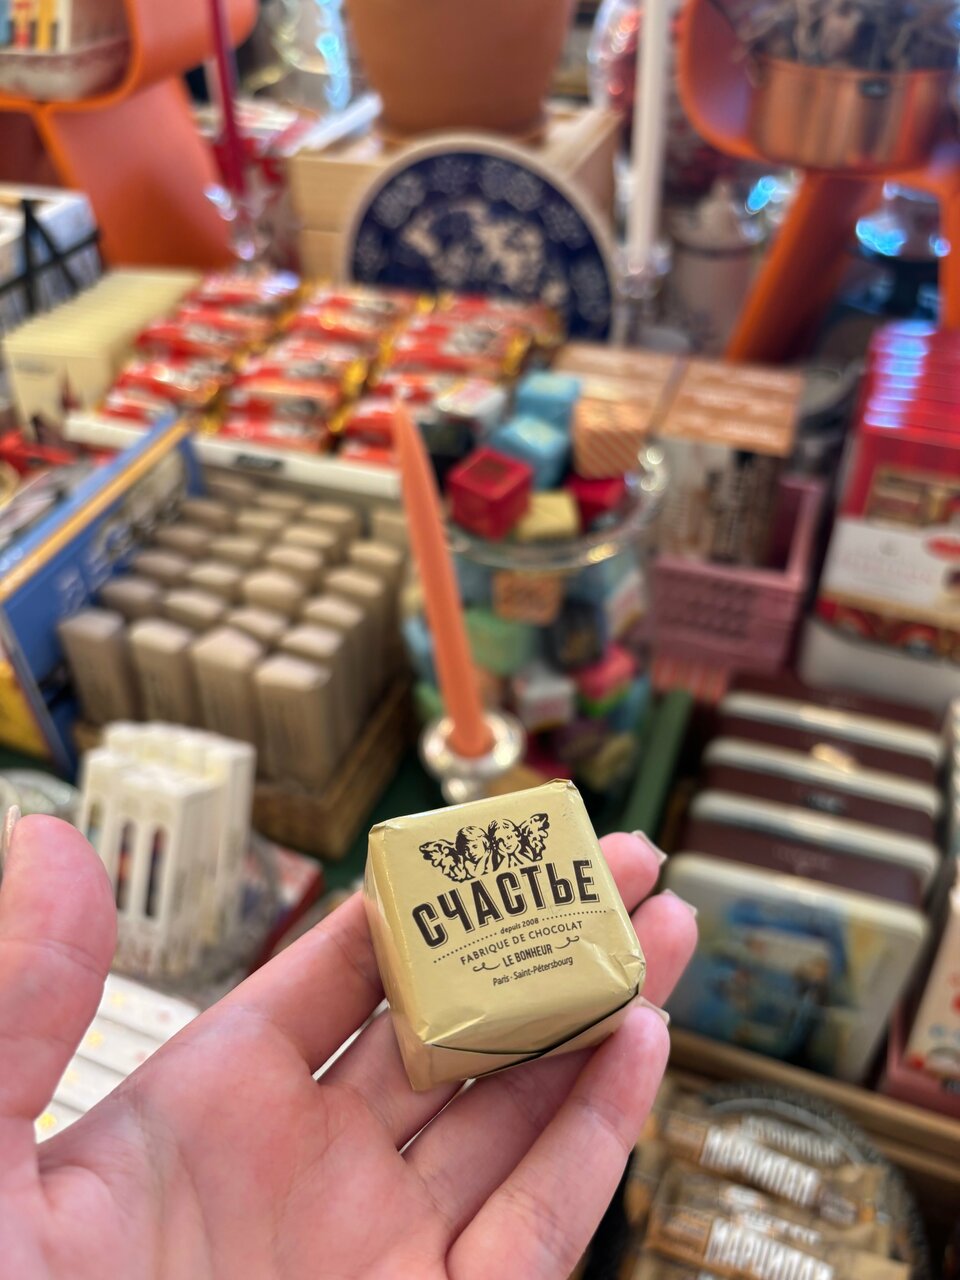 СЧАСТЬЕ
depuis 2008
FABRIQUE DE CHOCOLAT
LE BONHEUR
Paris - Saint-Pétersbourg
МАРЦИПАН
МАРЦИПАН